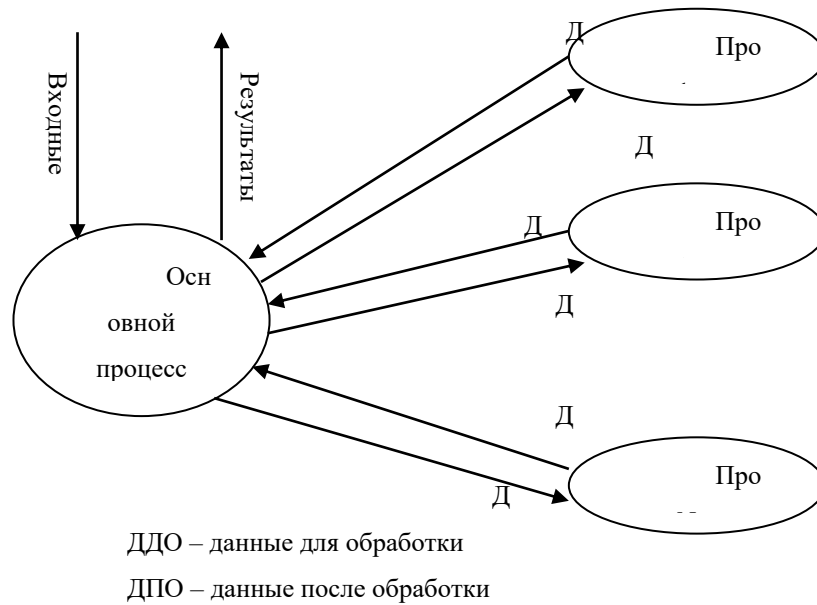 Входные
Результаты
Д
Про
Д
Д
Про
Д
Осн
овной
процесс
Д
Про
Д
ДДО – данные для обработки
ДПО – данные после обработки